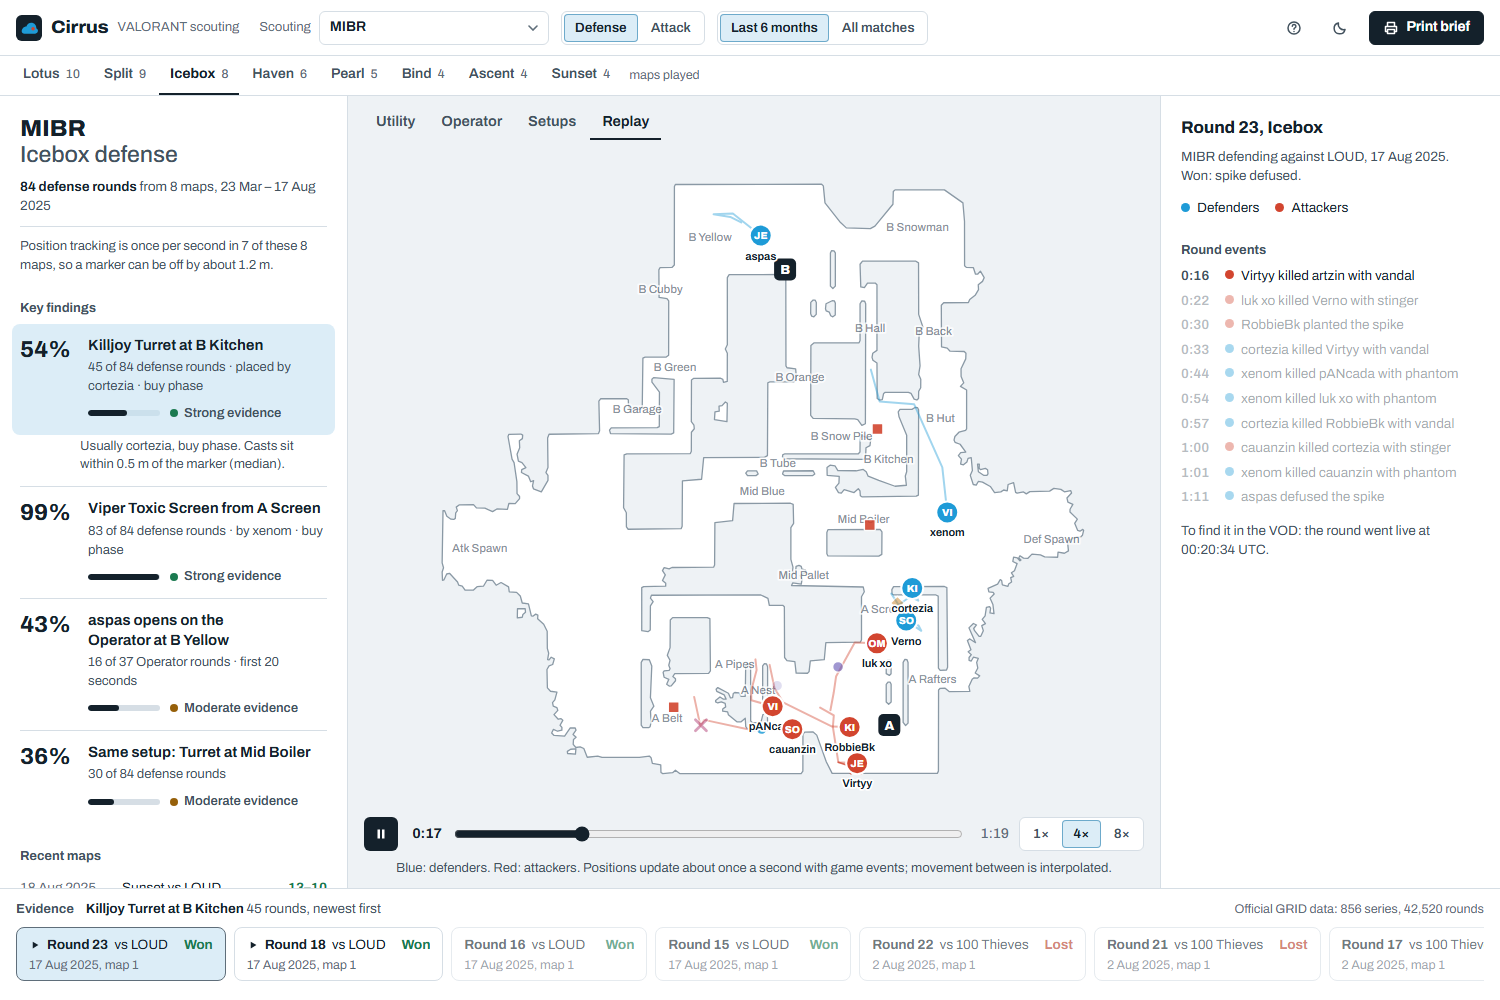 Cirrus VALORANT scouting Scouting MIBR Defense Attack Last 6 months All matches Print brief
Lotus 10 Split 9 Icebox 8 Haven 6 Pearl 5 Bind 4 Ascent 4 Sunset 4 maps played
MIBR
Icebox defense
84 defense rounds from 8 maps, 23 Mar – 17 Aug
2025
Position tracking is once per second in 7 of these 8
maps, so a marker can be off by about 1.2 m.
Key findings
54% Killjoy Turret at B Kitchen
45 of 84 defense rounds · placed by
cortezia · buy phase
Strong evidence
Usually cortezia, buy phase. Casts sit
within 0.5 m of the marker (median).
99% Viper Toxic Screen from A Screen
83 of 84 defense rounds · by xenom · buy
phase
Strong evidence
43% aspas opens on the
Operator at B Yellow
16 of 37 Operator rounds · first 20
seconds
Moderate evidence
36% Same setup: Turret at Mid Boiler
30 of 84 defense rounds
Moderate evidence
Recent maps
18 Aug 2025 Sunset vs LOUD 13–10
Utility Operator Setups Replay
B Snowman
B Yellow
JE
aspas
B
B Cubby
B Hall
B Back
B Green
B Orange
B Garage
B Hut
B Snow Pile
B Kitchen
B Tube
Mid Blue
VI
xenom
Mid Boiler
Def Spawn
Atk Spawn
Mid Pallet
KI
cortezia
A Scr
SO
Verno
OM
luk xo
A Pipes
A Rafters
A Nest
VI
pANca
A Belt
SO
cauanzin
KI
RobbieBk
A
JE
Virtyy
0:17 1:19 1× 4× 8×
Blue: defenders. Red: attackers. Positions update about once a second with game events; movement between is interpolated.
Round 23, Icebox
MIBR defending against LOUD, 17 Aug 2025.
Won: spike defused.
Defenders Attackers
Round events
0:16 Virtyy killed artzin with vandal
0:22 luk xo killed Verno with stinger
0:30 RobbieBk planted the spike
0:33 cortezia killed Virtyy with vandal
0:44 xenom killed pANcada with phantom
0:54 xenom killed luk xo with phantom
0:57 cortezia killed RobbieBk with vandal
1:00 cauanzin killed cortezia with stinger
1:01 xenom killed cauanzin with phantom
1:11 aspas defused the spike
To find it in the VOD: the round went live at
00:20:34 UTC.
Evidence Killjoy Turret at B Kitchen 45 rounds, newest first Official GRID data: 856 series, 42,520 rounds
Round 23 vs LOUD Won
17 Aug 2025, map 1
Round 18 vs LOUD Won
17 Aug 2025, map 1
Round 16 vs LOUD Won
17 Aug 2025, map 1
Round 15 vs LOUD Won
17 Aug 2025, map 1
Round 22 vs 100 Thieves Lost
2 Aug 2025, map 1
Round 21 vs 100 Thieves Lost
2 Aug 2025, map 1
Round 17 vs 100 Thiev
2 Aug 2025, map 1